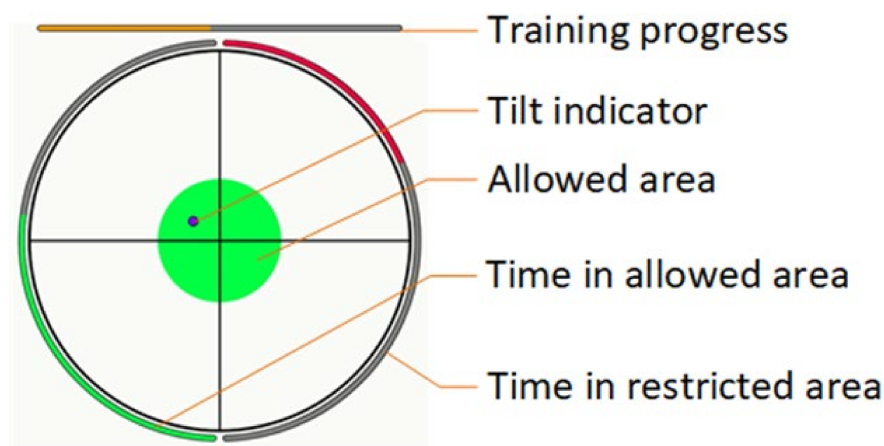 Training progress
Tilt indicator
Allowed area
Time in allowed area
Time in restricted area